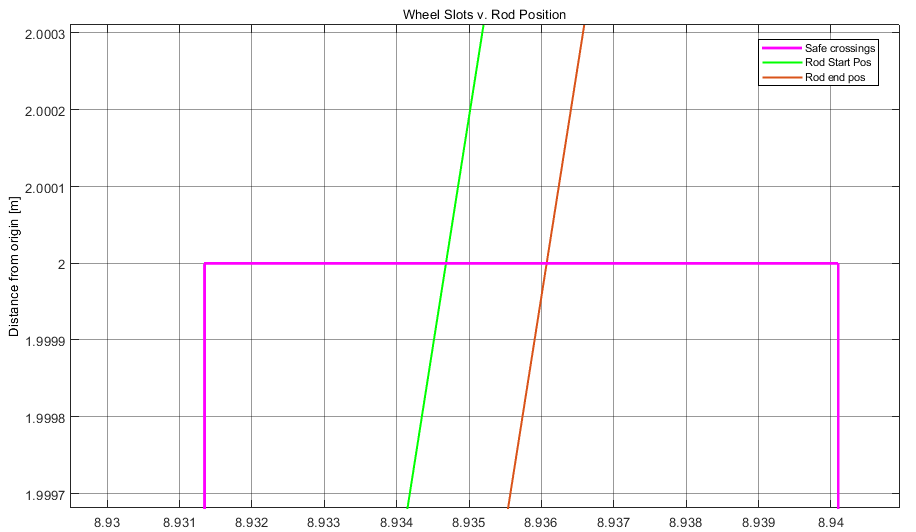 Wheel Slots v. Rod Position
Safe crossings
Rod Start Pos
Rod end pos
Distance from origin [m]
2.0003
2.0002
2.0001
2
1.9999
1.9998
1.9997
8.93 8.931 8.932 8.933 8.934 8.935 8.936 8.937 8.938 8.939 8.94